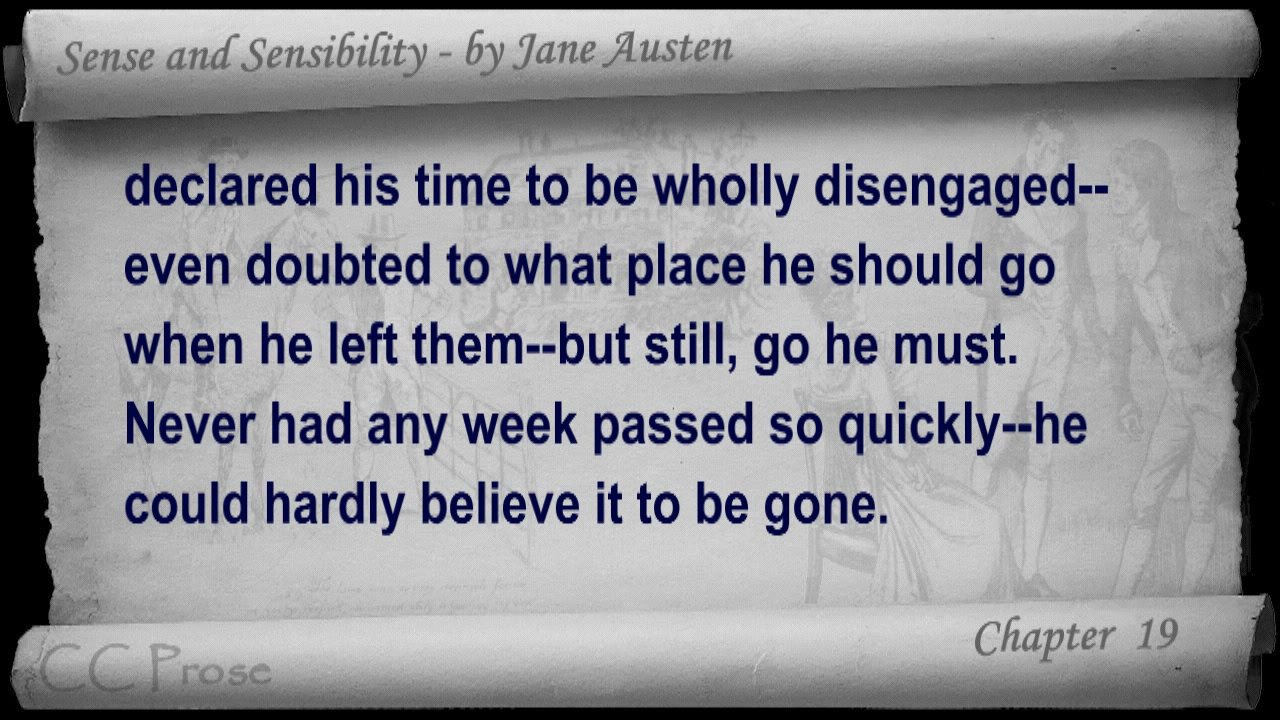 Sense and Sensibility - by Jane Austen
declared his time to be wholly disengaged--
even doubted to what place he should go
when he left them--but still, go he must.
Never had any week passed so quickly--he
could hardly believe it to be gone.
Chapter 19
CC Prose